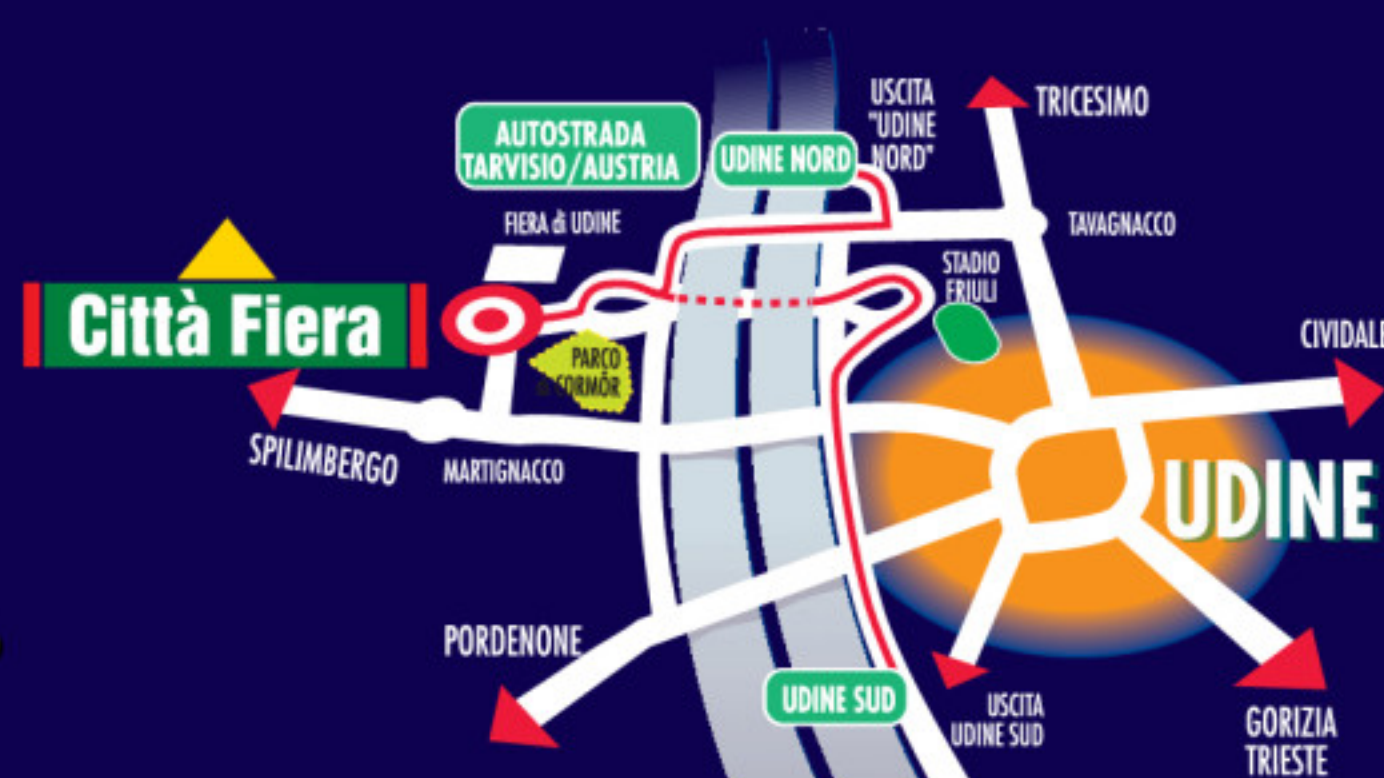 USCITA
"UDINE
NORD"
TRICESIMO
AUTOSTRADA
TARVISIO/AUSTRIA
UDINE NORD
FIERA di UDINE
TAVAGNACCO
STADIO
FRIULI
Città Fiera
CIVIDALE
PARCO
di CORMÔR
SPILIMBERGO
MARTIGNACCO
UDINE
PORDENONE
UDINE SUD
USCITA
UDINE SUD
GORIZIA
TRIESTE